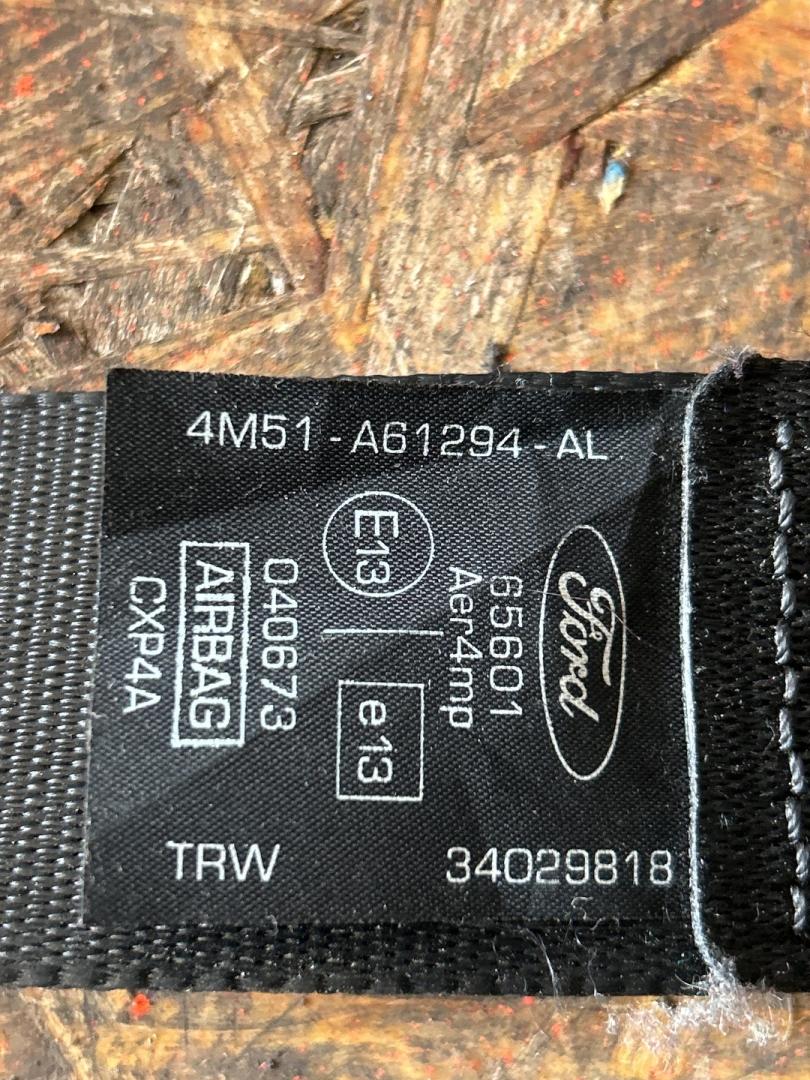 4M51-A61294-AL
Ford
65601
Aer4mp
E13
e13
040673
AIRBAG
CXP4A
TRW
34029818